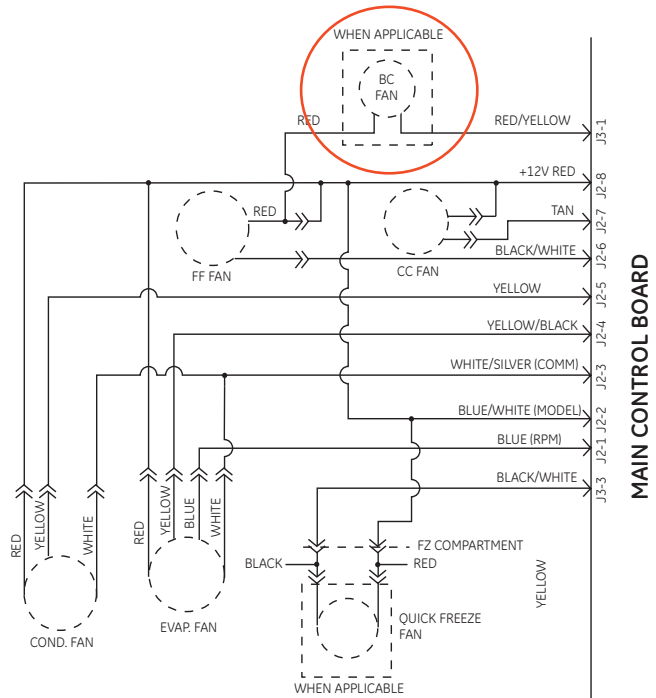 WHEN APPLICABLE
BC
FAN
RED
RED/YELLOW
J3-1
+12V RED
J2-8
RED
TAN
J2-7
FF FAN
CC FAN
BLACK/WHITE
J2-6
YELLOW
J2-5
YELLOW/BLACK
J2-4
WHITE/SILVER (COMM)
J2-3
BLUE/WHITE (MODEL)
J2-2
BLUE (RPM)
J2-1
BLACK/WHITE
J3-3
MAIN CONTROL BOARD
RED
YELLOW
WHITE
RED
YELLOW
BLUE
WHITE
FZ COMPARTMENT
BLACK
RED
YELLOW
COND. FAN
EVAP. FAN
QUICK FREEZE
FAN
WHEN APPLICABLE